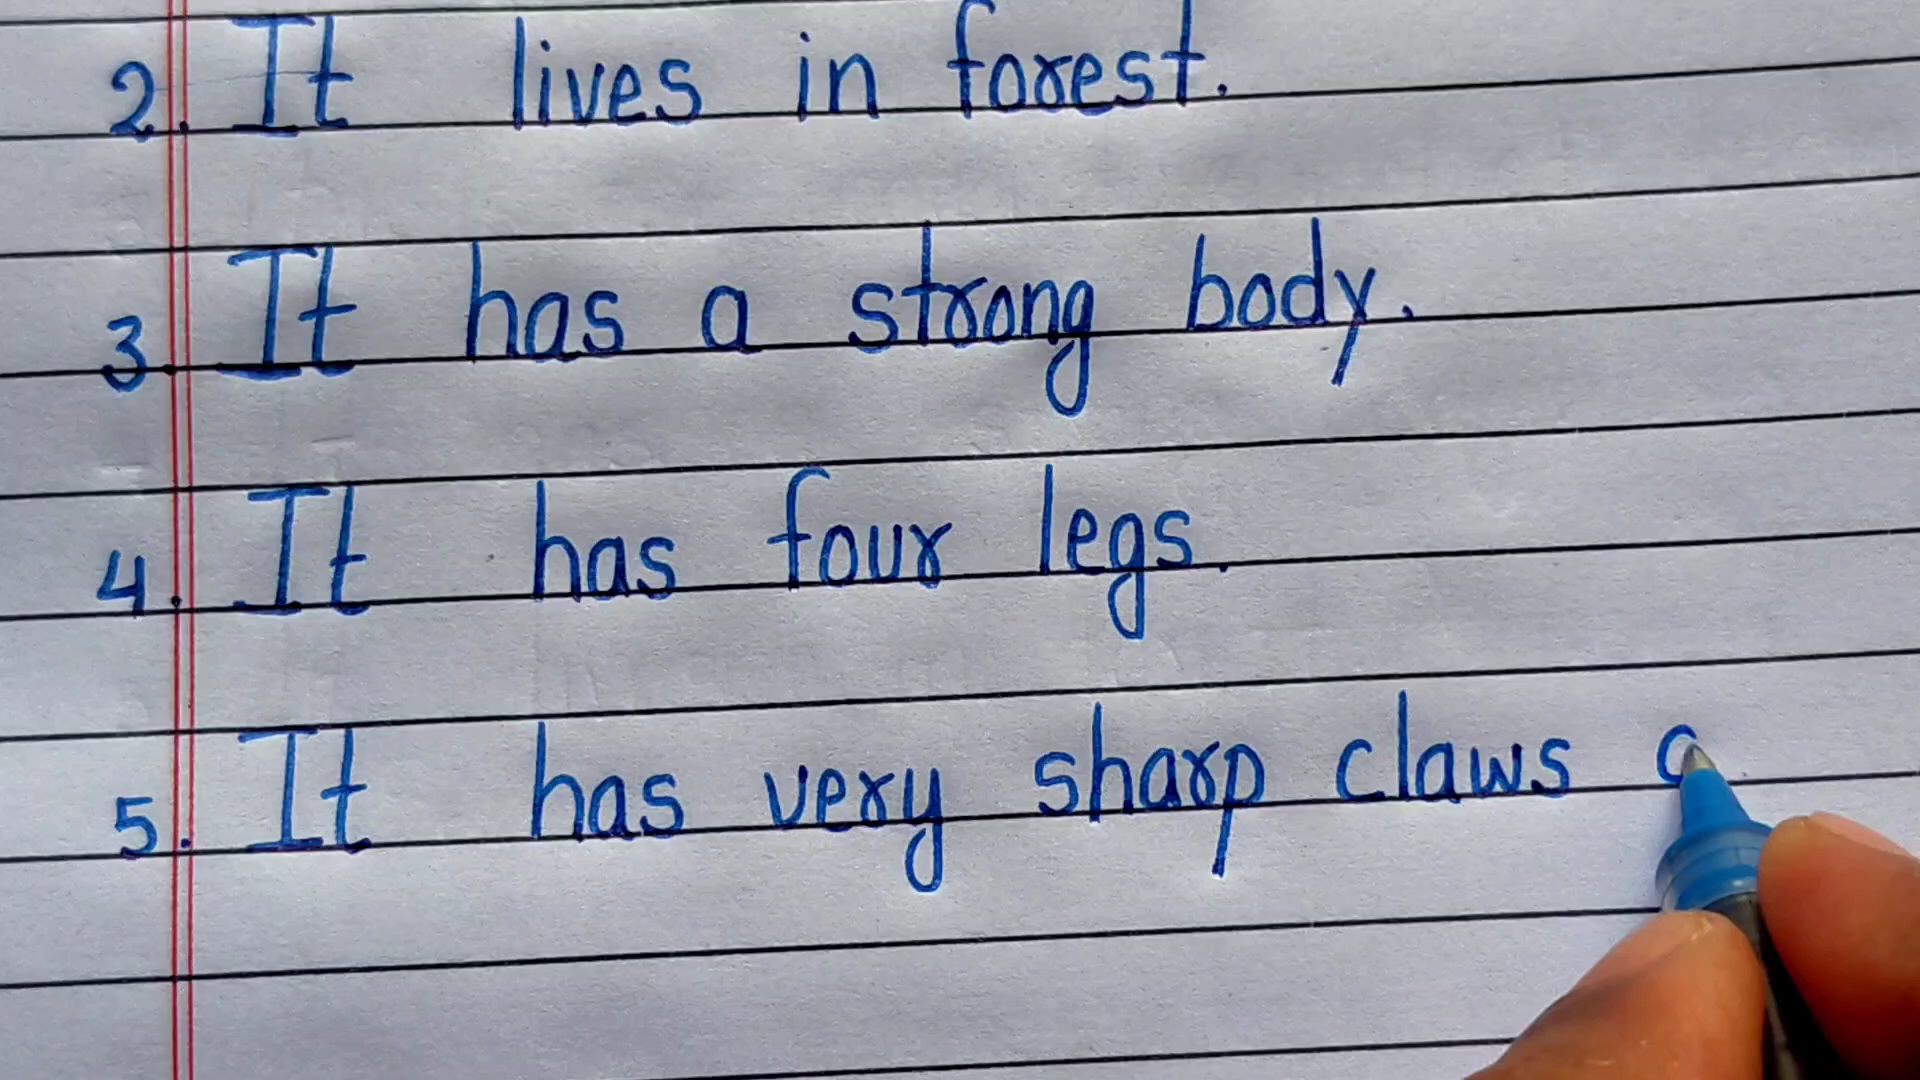 2. It lives in forest.
3. It has a strong body.
4. It has four legs.
5. It has very sharp claws